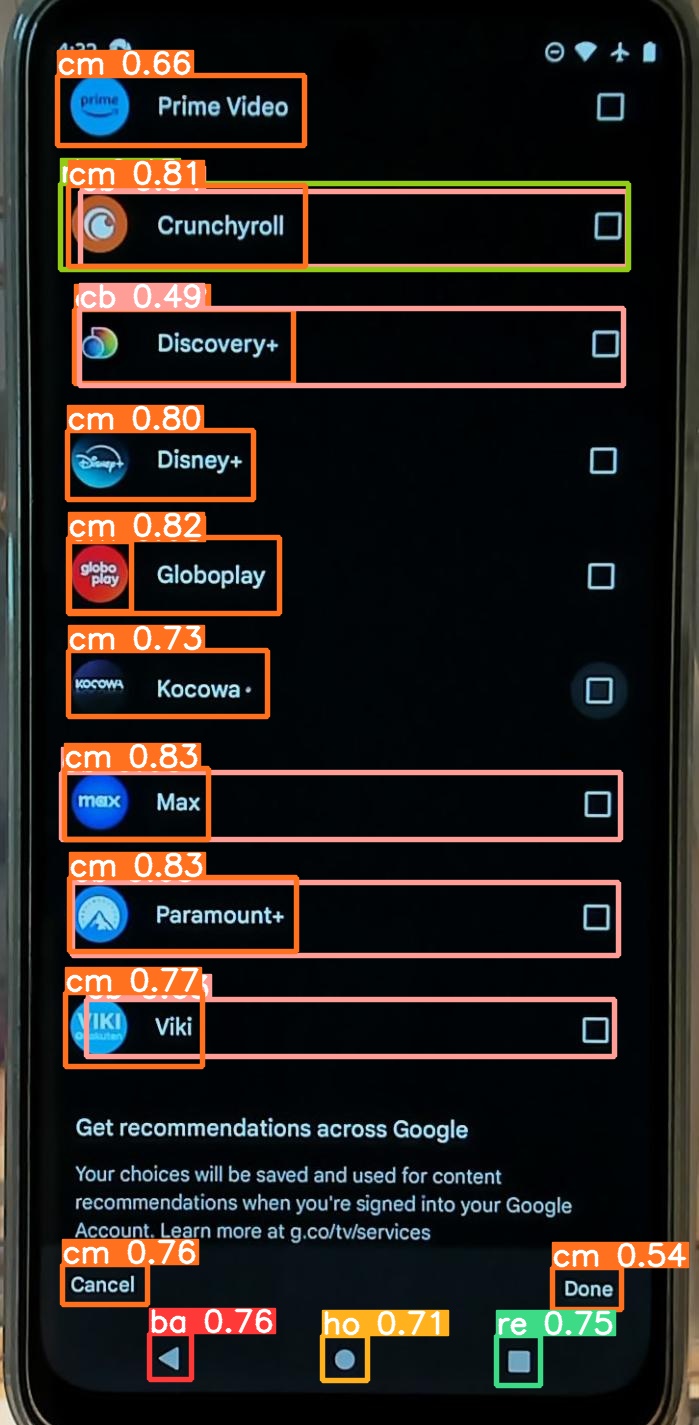 4:32
cm 0.66
prime Prime Video
cm 0.81
Crunchyroll
cb 0.49
Discovery+
cm 0.80
Disney+ Disney+
cm 0.82
globo play Globoplay
cm 0.73
KOCOWA Kocowa
cm 0.83
max Max
cm 0.83
Paramount+
cm 0.77
VIKI Viki
Get recommendations across Google
Your choices will be saved and used for content
recommendations when you're signed into your Google
Account. Learn more at g.co/tv/services
cm 0.76 cm 0.54
Cancel Done
ba 0.76 ho 0.71 re 0.75